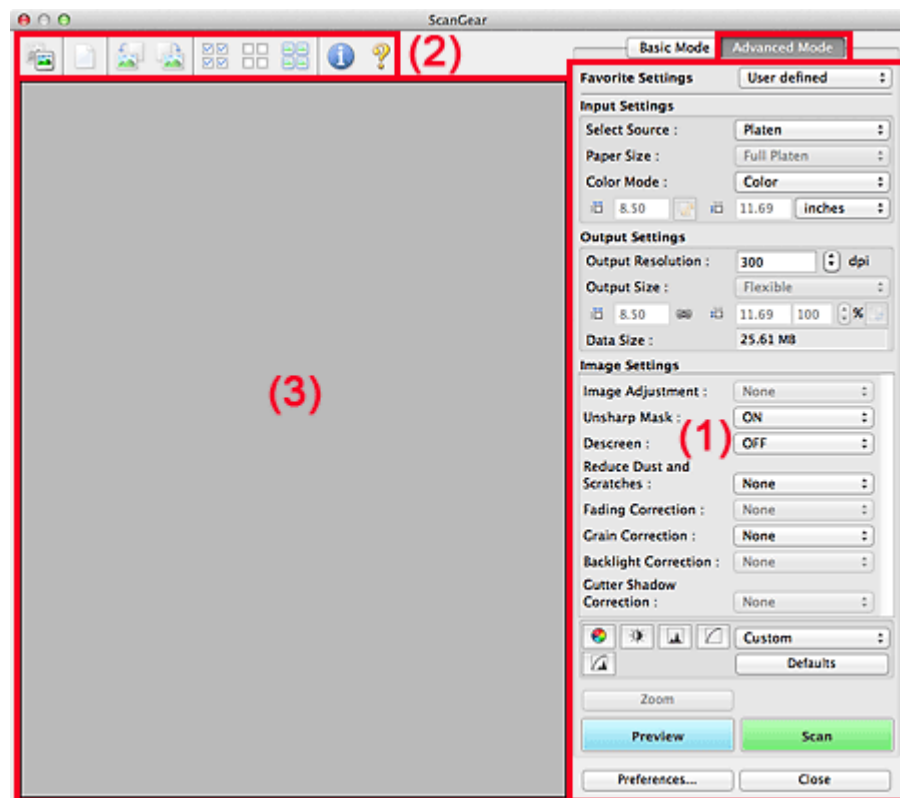 ScanGear
(2)
Basic Mode Advanced Mode
Favorite Settings User defined
Input Settings
Select Source : Platen
Paper Size : Full Platen
Color Mode : Color
8.50 11.69 inches
Output Settings
Output Resolution : 300 dpi
Output Size : Flexible
8.50 11.69 100 %
Data Size : 25.61 MB
Image Settings
(3)
Image Adjustment : None
Unsharp Mask : ON
(1)
Descreen : OFF
Reduce Dust and
Scratches : None
Fading Correction : None
Grain Correction : None
Backlight Correction : None
Gutter Shadow
Correction : None
Custom
Defaults
Zoom
Preview Scan
Preferences... Close